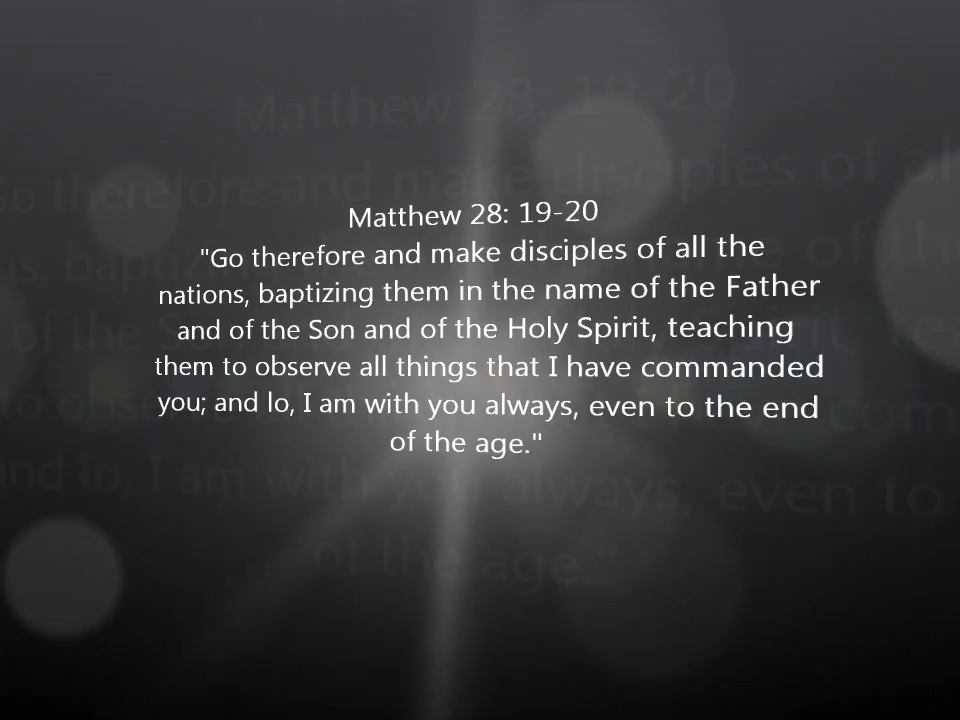 Matthew 28: 19-20
"Go therefore and make disciples of all the
nations, baptizing them in the name of the Father
and of the Son and of the Holy Spirit, teaching
them to observe all things that I have commanded
you; and lo, I am with you always, even to the end
of the age."